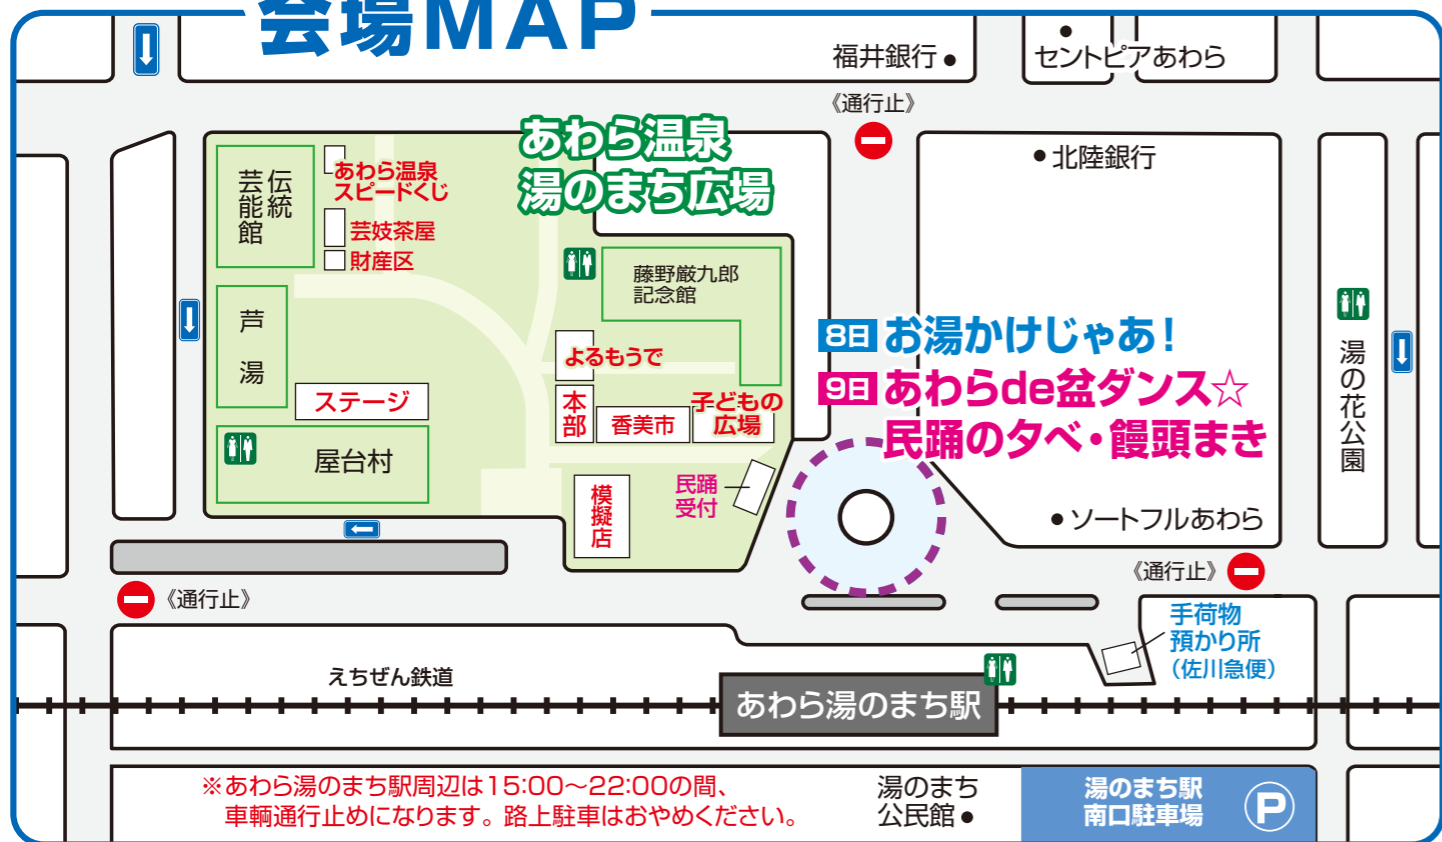 会場MAP
福井銀行
セントピアあわら
《通行止》
あわら温泉
湯のまち広場
北陸銀行
伝統
芸能館
あわら温泉
スピードくじ
芸妓茶屋
財産区
藤野厳九郎
記念館
芦湯
よるもうで
8日 お湯かけじゃあ！
9日 あわらde盆ダンス☆
民踊の夕べ・饅頭まき
湯の花公園
ステージ
本部
香美市
子どもの
広場
屋台村
模擬店
民踊
受付
ソートフルあわら
《通行止》
《通行止》
手荷物
預かり所
（佐川急便）
えちぜん鉄道
あわら湯のまち駅
※あわら湯のまち駅周辺は15:00〜22:00の間、
車輌通行止めになります。路上駐車はおやめください。
湯のまち
公民館
湯のまち駅
南口駐車場
P